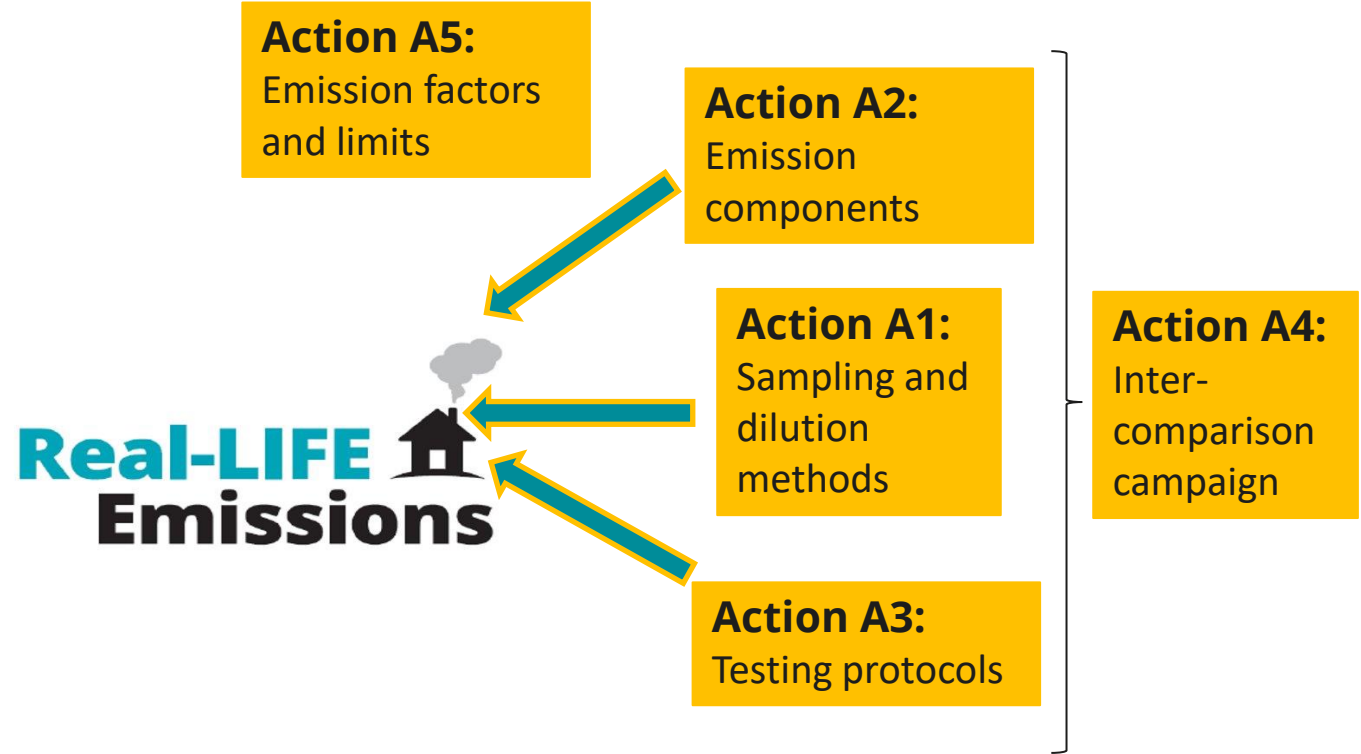 Action A5:
Emission factors
and limits
Action A2:
Emission
components
Action A1:
Sampling and
dilution
methods
Action A4:
Inter-
comparison
campaign
Real-LIFE
Emissions
Action A3:
Testing protocols